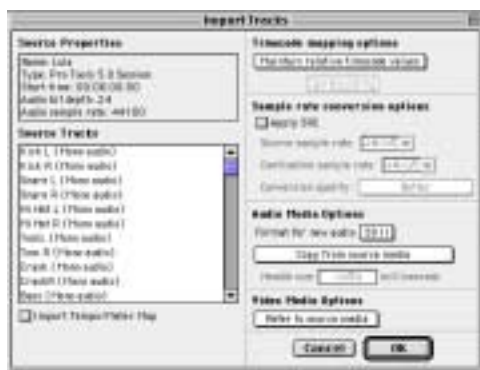 Import Tracks
Source Properties
Name: Lola
Type: Pro Tools 5.0 Session
Start time: 00:00:00:00
Audio bit depth: 24
Audio sample rate: 44100
Source Tracks
Kick L (Mono audio)
Kick R (Mono audio)
Snare L (Mono audio)
Snare R (Mono audio)
Hi Hat L (Mono audio)
Hi Hat R (Mono audio)
(Mono audio)
Tom R (Mono audio)
Crash (Mono audio)
CrashR (Mono audio)
Bass (Mono audio)
Import Tempo/Meter Map
Timecode mapping options
Maintain relative timecode values
Sample rate conversion options
Apply SRC
Source sample rate:
Destination sample rate:
Conversion quality: Better
Audio Media Options
Format for new audio
Copy from source media
Handle size:
Video Media Options
Refer to source media
Cancel
OK